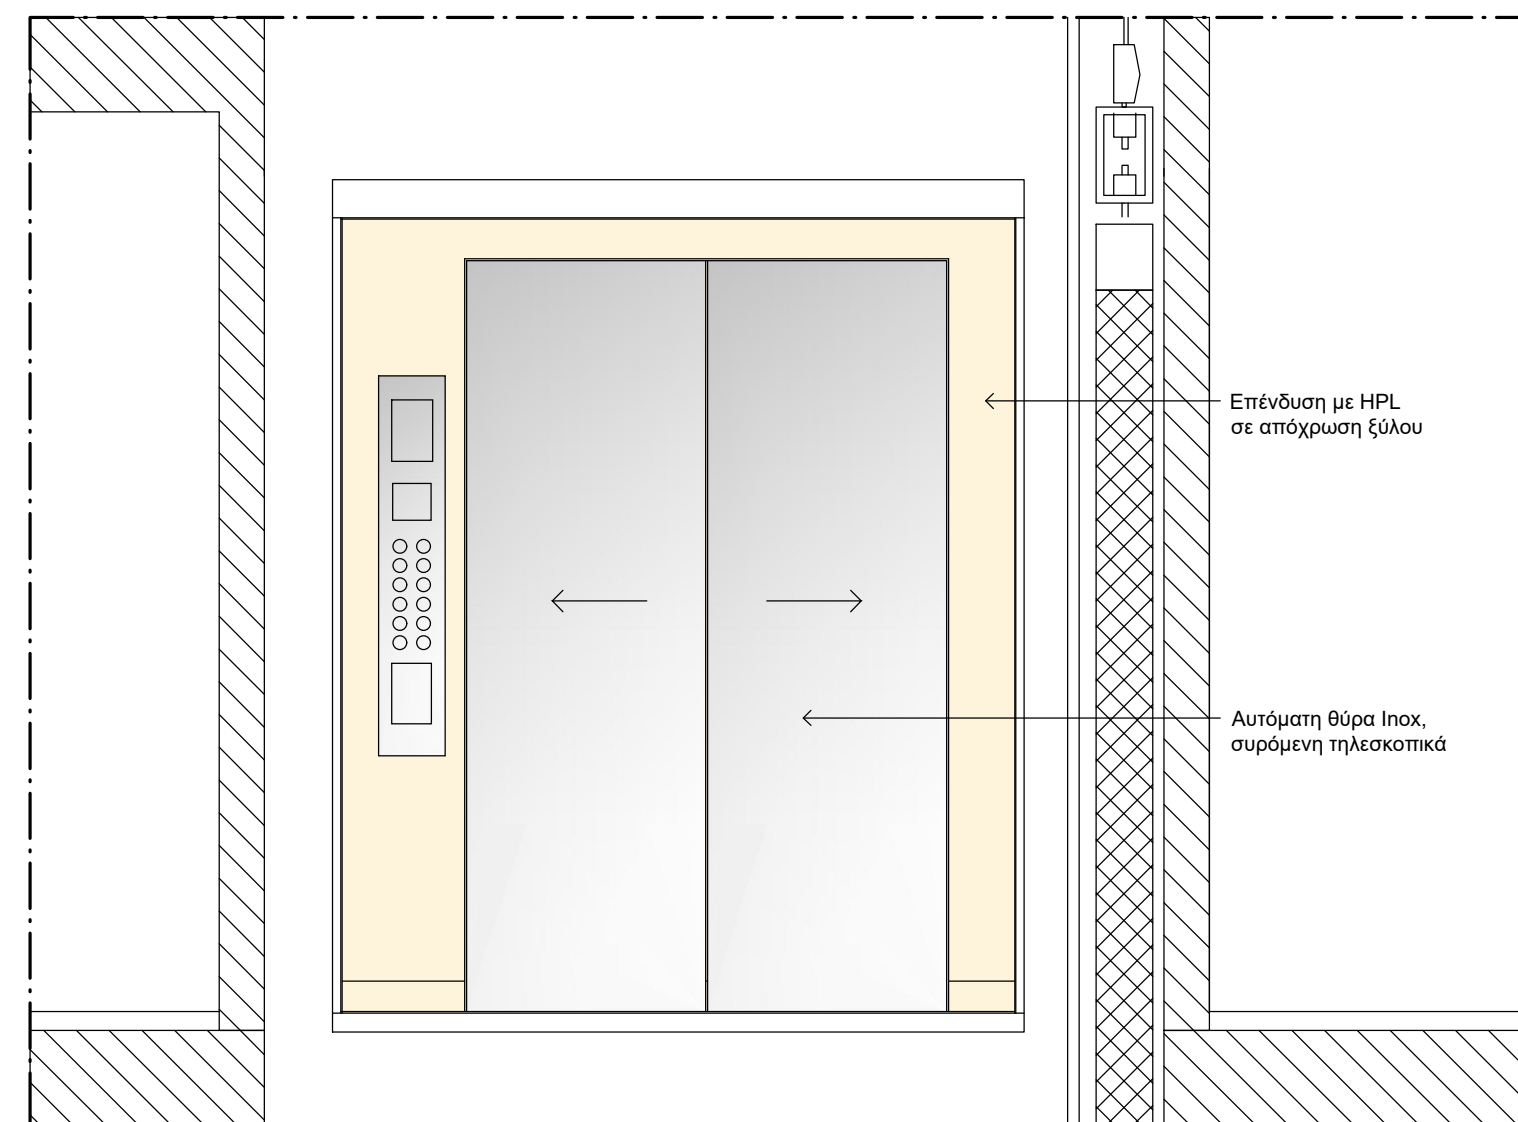 Επένδυση με HPL
σε απόχρωση ξύλου
Αυτόματη θύρα Inox,
συρόμενη τηλεσκοπικά